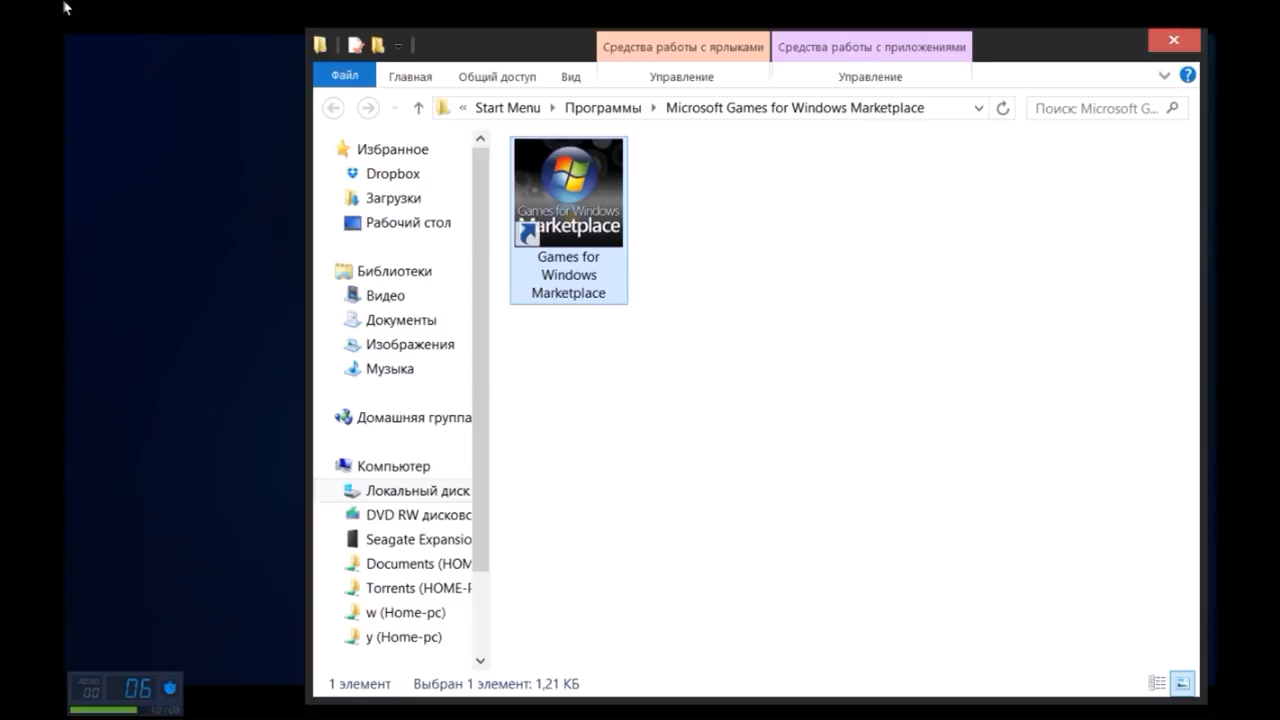 Средства работы с ярлыками
Средства работы с приложениями
Файл
Главная
Общий доступ
Вид
Управление
Управление
« Start Menu
Программы
Microsoft Games for Windows Marketplace
Поиск: Microsoft G...
Избранное
Dropbox
Загрузки
Рабочий стол
Библиотеки
Видео
Документы
Изображения
Музыка
Домашняя группа
Компьютер
Локальный диск
DVD RW дисковс
Seagate Expansio
Documents (HOM
Torrents (HOME-P
w (Home-pc)
y (Home-pc)
Games for Windows
Marketplace
Games for
Windows
Marketplace
1 элемент
Выбран 1 элемент: 1,21 КБ
00
06